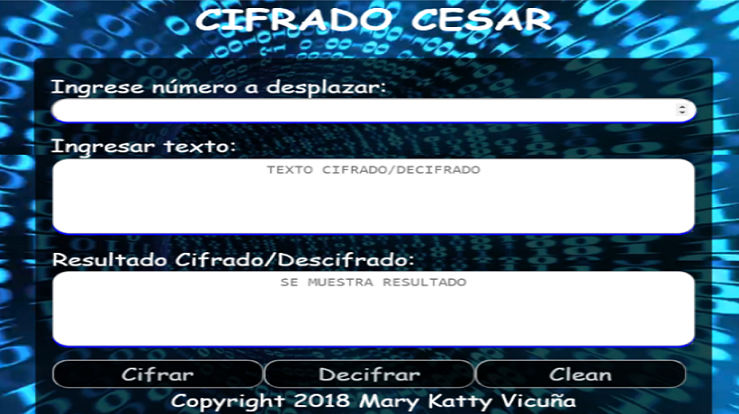 CIFRADO CESAR
Ingrese número a desplazar:
Ingresar texto:
TEXTO CIFRADO/DECIFRADO
Resultado Cifrado/Descifrado:
SE MUESTRA RESULTADO
Cifrar Decifrar Clean
Copyright 2018 Mary Katty Vicuña